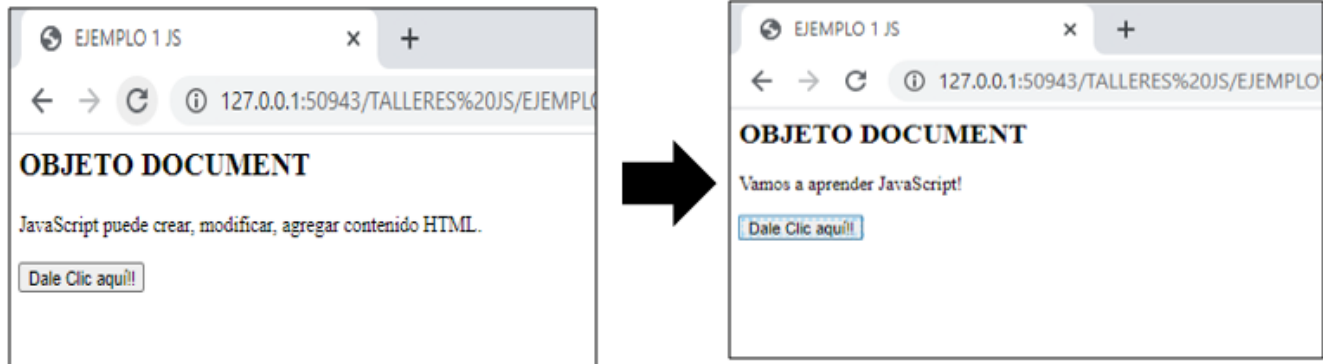 EJEMPLO 1 JS
127.0.0.1:50943/TALLERES%20JS/EJEMPL
OBJETO DOCUMENT
JavaScript puede crear, modificar, agregar contenido HTML.
Dale Clic aquí!!
EJEMPLO 1 JS
127.0.0.1:50943/TALLERES%20JS/EJEMPLO
OBJETO DOCUMENT
Vamos a aprender JavaScript!
Dale Clic aquí!!